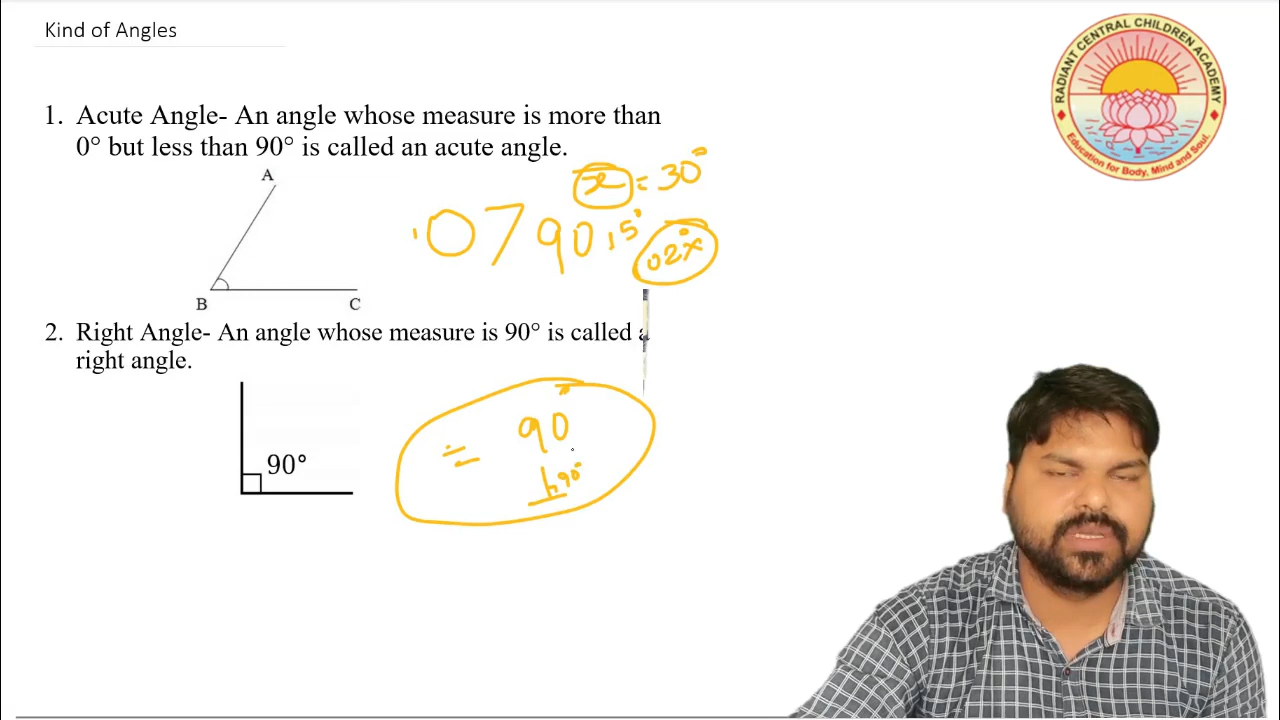 Kind of Angles
RADIANT CENTRAL CHILDREN ACADEMY
Education for Body, Mind and Soul.
1. Acute Angle- An angle whose measure is more than
0° but less than 90° is called an acute angle.
x = 30°
A
0 7 90 15°
B
C
2. Right Angle- An angle whose measure is 90° is called a
right angle.
= 90°
90°
90°